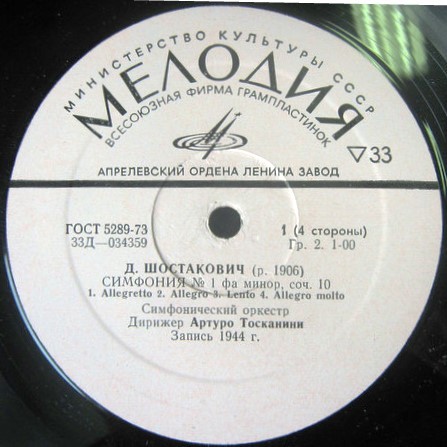 МИНИСТЕРСТВО КУЛЬТУРЫ СССР
МЕЛОДИЯ
ВСЕСОЮЗНАЯ ФИРМА ГРАМПЛАСТИНОК
▽33
АПРЕЛЕВСКИЙ ОРДЕНА ЛЕНИНА ЗАВОД
ГОСТ 5289-73
33Д—034359
1 (4 стороны)
Гр. 2. 1-00
Д. ШОСТАКОВИЧ (р. 1906)
СИМФОНИЯ № 1 фа минор, соч. 10
1. Allegretto 2. Allegro 3. Lento 4. Allegro molto
Симфонический оркестр
Дирижер Артуро Тосканини
Запись 1944 г.